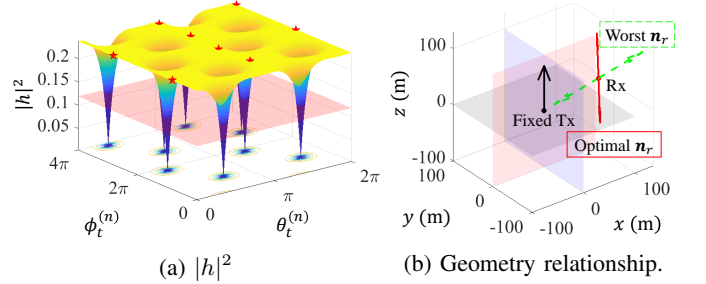 |h|²
0.2
0.15
0.1
0.05
4π
2π
0
ϕ_t^{(n)}
0
π
2π
θ_t^{(n)}
(a) |h|²
z (m)
100
0
-100
100
0
-100
y (m)
-100
0
100
x (m)
Worst n_r
Rx
Fixed Tx
Optimal n_r
(b) Geometry relationship.